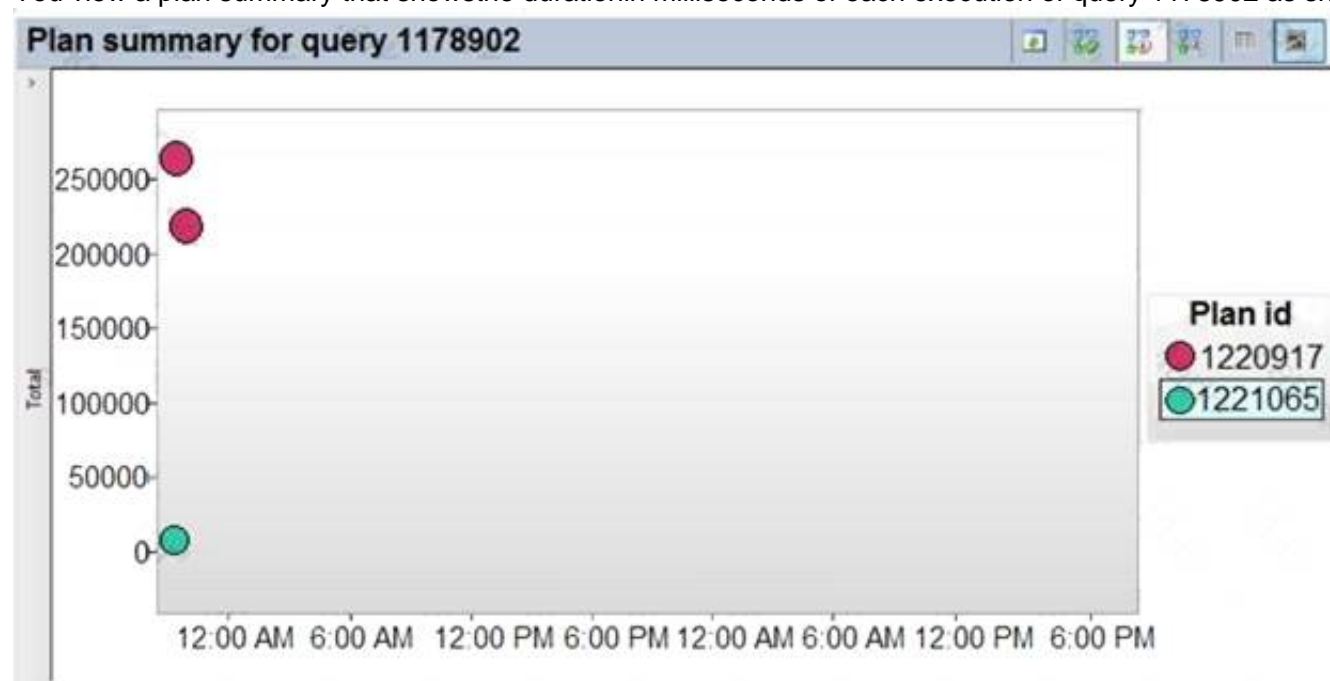 Plan summary for query 1178902
Total
250000
200000
150000
100000
50000
0
12:00 AM 6:00 AM 12:00 PM 6:00 PM 12:00 AM 6:00 AM 12:00 PM 6:00 PM
Plan id
1220917
1221065